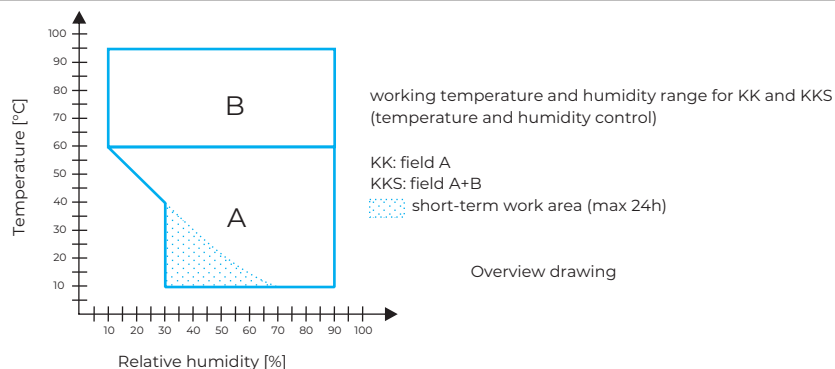 100
90
80
70
60
50
40
30
20
10
Temperature [°C]
B
A
10 20 30 40 50 60 70 80 90 100
Relative humidity [%]
working temperature and humidity range for KK and KKS
(temperature and humidity control)
KK: field A
KKS: field A+B
short-term work area (max 24h)
Overview drawing